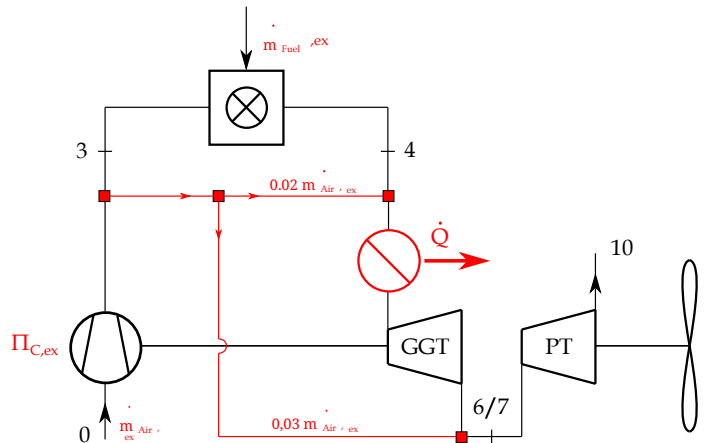 ṁ Fuel ,ex
3
4
0.02 ṁ Air , ex
Q̇
10
Π C,ex
GGT
PT
6/7
0
ṁ Air ,
ex
0,03 ṁ Air , ex